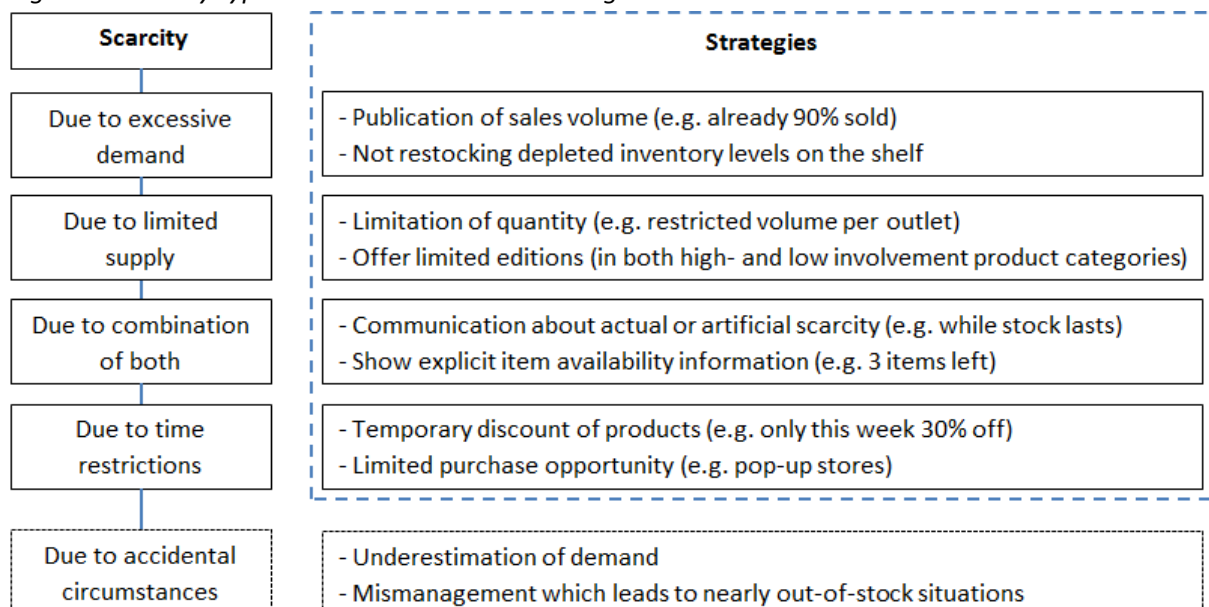 Scarcity
Strategies
Due to excessive
demand
- Publication of sales volume (e.g. already 90% sold)
- Not restocking depleted inventory levels on the shelf
Due to limited
supply
- Limitation of quantity (e.g. restricted volume per outlet)
- Offer limited editions (in both high- and low involvement product categories)
Due to combination
of both
- Communication about actual or artificial scarcity (e.g. while stock lasts)
- Show explicit item availability information (e.g. 3 items left)
Due to time
restrictions
- Temporary discount of products (e.g. only this week 30% off)
- Limited purchase opportunity (e.g. pop-up stores)
Due to accidental
circumstances
- Underestimation of demand
- Mismanagement which leads to nearly out-of-stock situations